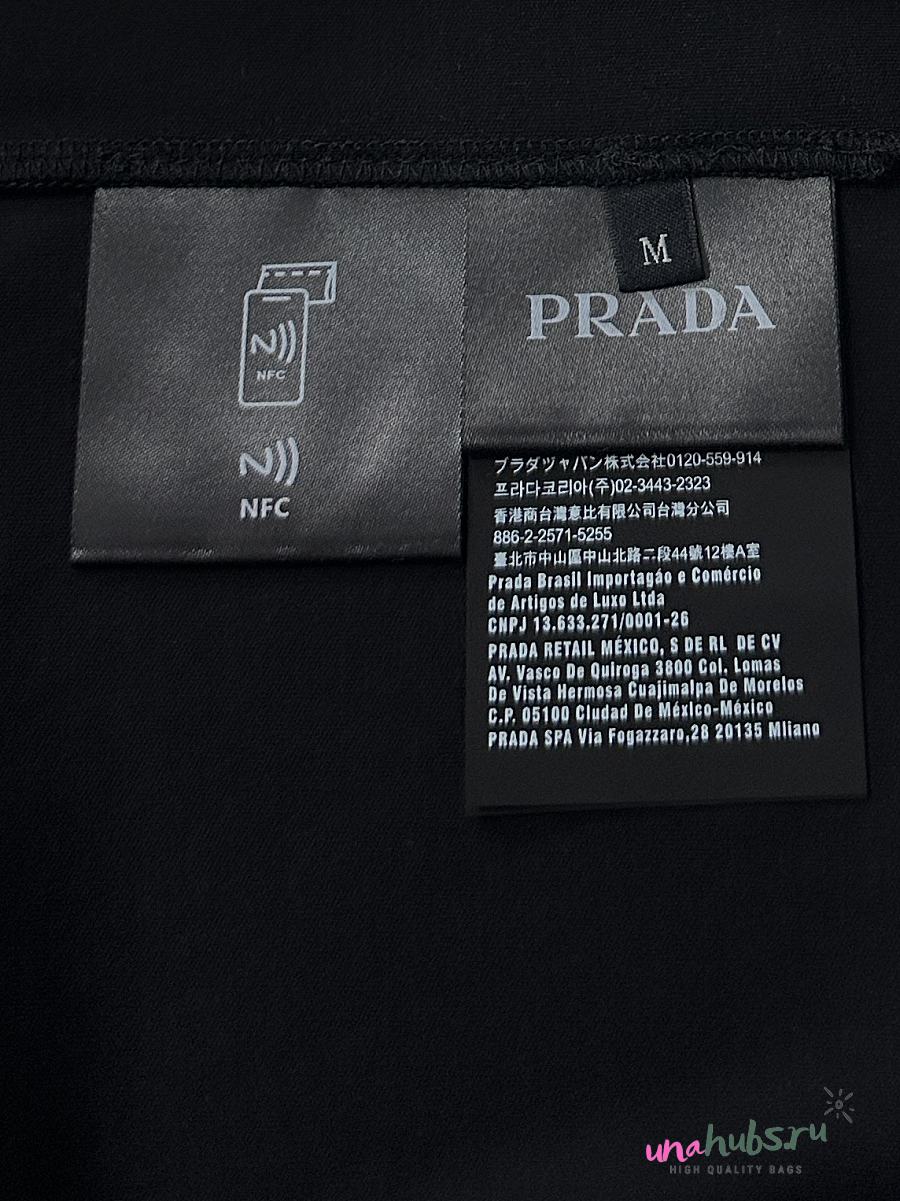 NFC
NFC
M
PRADA
プラダヅャパン株式会社0120-559-914
프라다코리아(주)02-3443-2323
香港商台灣意比有限公司台灣分公司
886-2-2571-5255
臺北市中山區中山北路二段44號12樓A室
Prada Brasil Importagáo e Comércio
de Artigos de Luxo Ltda
CNPJ 13.633.271/0001-26
PRADA RETAIL MÉXICO, S DE RL DE CV
AV. Vasco De Quiroga 3800 Col. Lomas
De Vista Hermosa Cuajimalpa De Morelos
C.P. 05100 Ciudad De México-México
PRADA SPA Via Fogazzaro,28 20135 Mliano
unahubs.ru
HIGH QUALITY BAGS